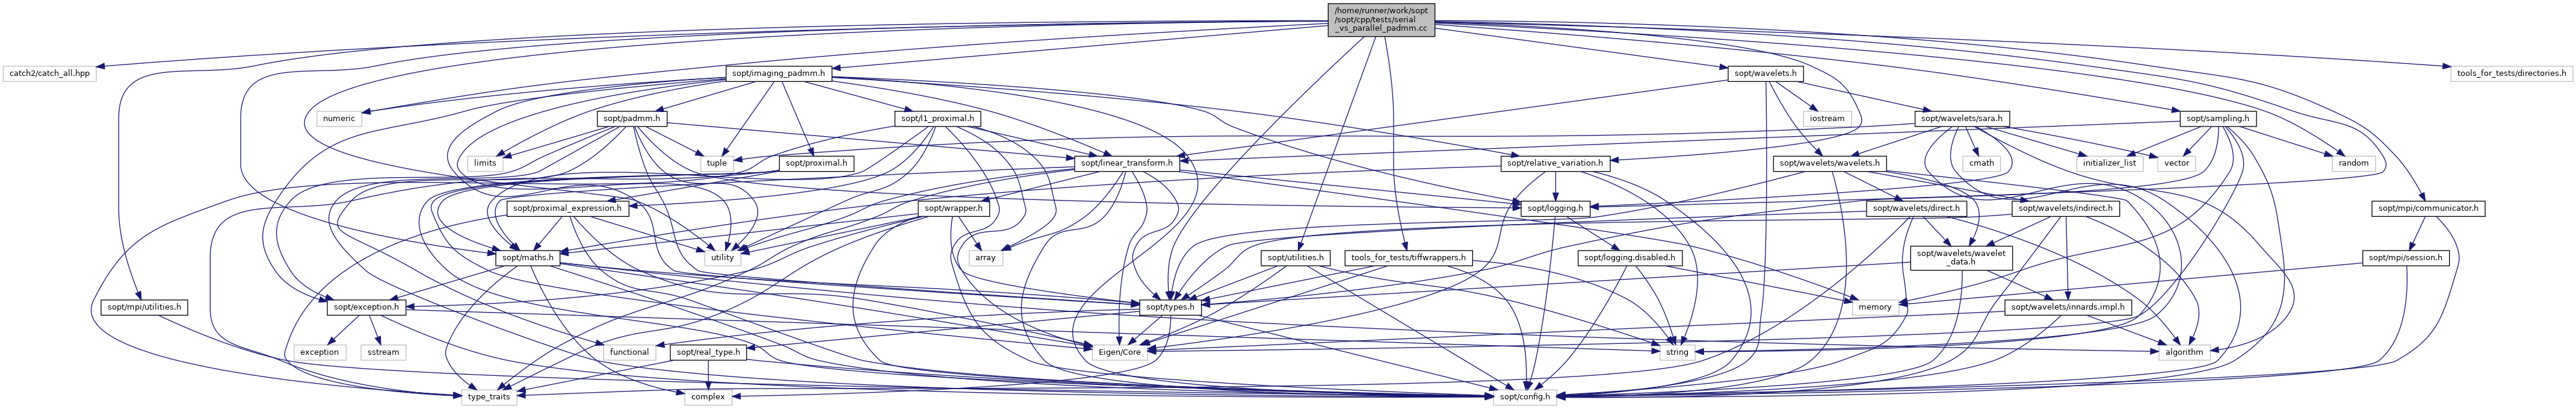 /home/runner/work/sopt
/sopt/cpp/tests/serial
_vs_parallel_padmm.cc
catch2/catch_all.hpp
sopt/imaging_padmm.h
sopt/wavelets.h
tools_for_tests/directories.h
numeric
sopt/padmm.h
sopt/l1_proximal.h
iostream
sopt/wavelets/sara.h
sopt/sampling.h
limits
tuple
sopt/proximal.h
sopt/linear_transform.h
sopt/relative_variation.h
sopt/wavelets/wavelets.h
cmath
initializer_list
vector
random
sopt/proximal_expression.h
sopt/wrapper.h
sopt/logging.h
sopt/wavelets/direct.h
sopt/wavelets/indirect.h
sopt/mpi/communicator.h
sopt/maths.h
utility
array
sopt/utilities.h
tools_for_tests/tiffwrappers.h
sopt/logging.disabled.h
sopt/wavelets/wavelet
_data.h
sopt/mpi/session.h
sopt/mpi/utilities.h
sopt/exception.h
sopt/types.h
memory
sopt/wavelets/innards.impl.h
exception
sstream
functional
sopt/real_type.h
Eigen/Core
string
algorithm
type_traits
complex
sopt/config.h